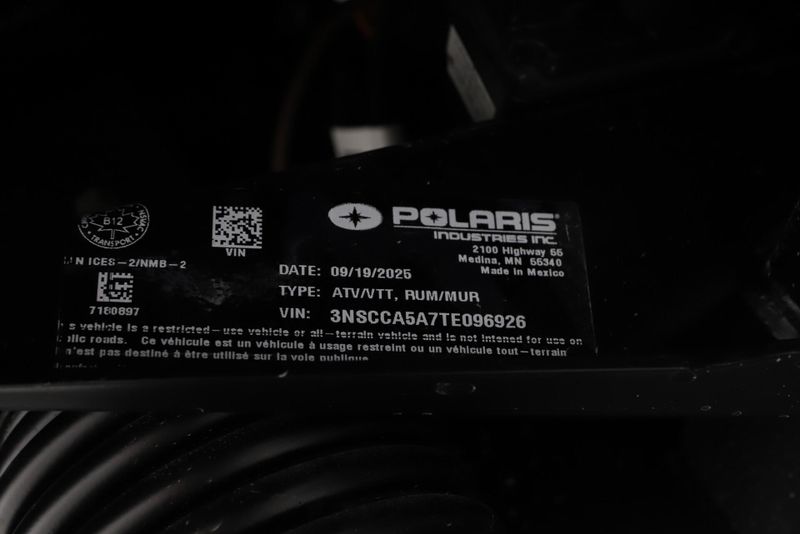 B12
TRANSPORT
VIN
POLARIS
INDUSTRIES INC.
2100 Highway 55
Medina, MN 55340
Made in Mexico
N ICES-2/NMB-2
7180897
DATE: 09/19/2025
TYPE: ATV/VTT, RUM/MUR
VIN: 3NSCCA5A7TE096926
s vehicle is a restricted-use vehicle or all-terrain vehicle and is not intened for use on
blic roads. Ce véhicule est un véhicule à usage restreint ou un véhicule tout-terrain
n'est pas destiné à être utilisé sur la voie publique